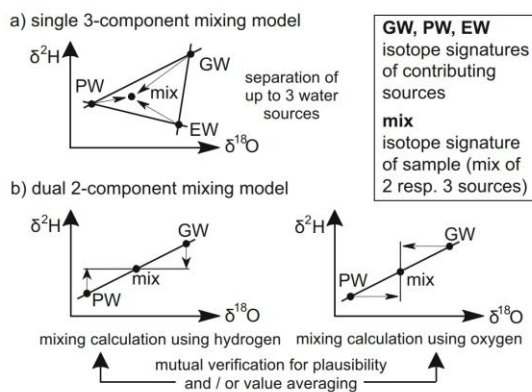 a) single 3-component mixing model
δ²H
GW
PW
mix
EW
δ¹⁸O
separation of
up to 3 water
sources
GW, PW, EW
isotope signatures
of contributing
sources
mix
isotope signature
of sample (mix of
2 resp. 3 sources)
b) dual 2-component mixing model
δ²H
GW
mix
PW
δ¹⁸O
mixing calculation using hydrogen
δ²H
GW
mix
PW
δ¹⁸O
mixing calculation using oxygen
mutual verification for plausibility
and / or value averaging